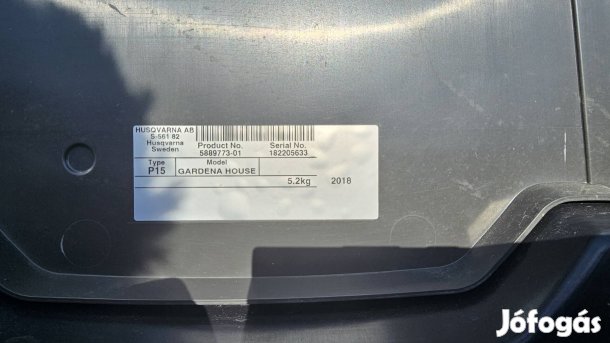 HUSQVARNA AB
S-561 82
Husqvarna
Sweden
Product No. Serial No.
5889773-01 182205633
Type Model
P15 GARDENA HOUSE
5.2kg 2018
Jófogás